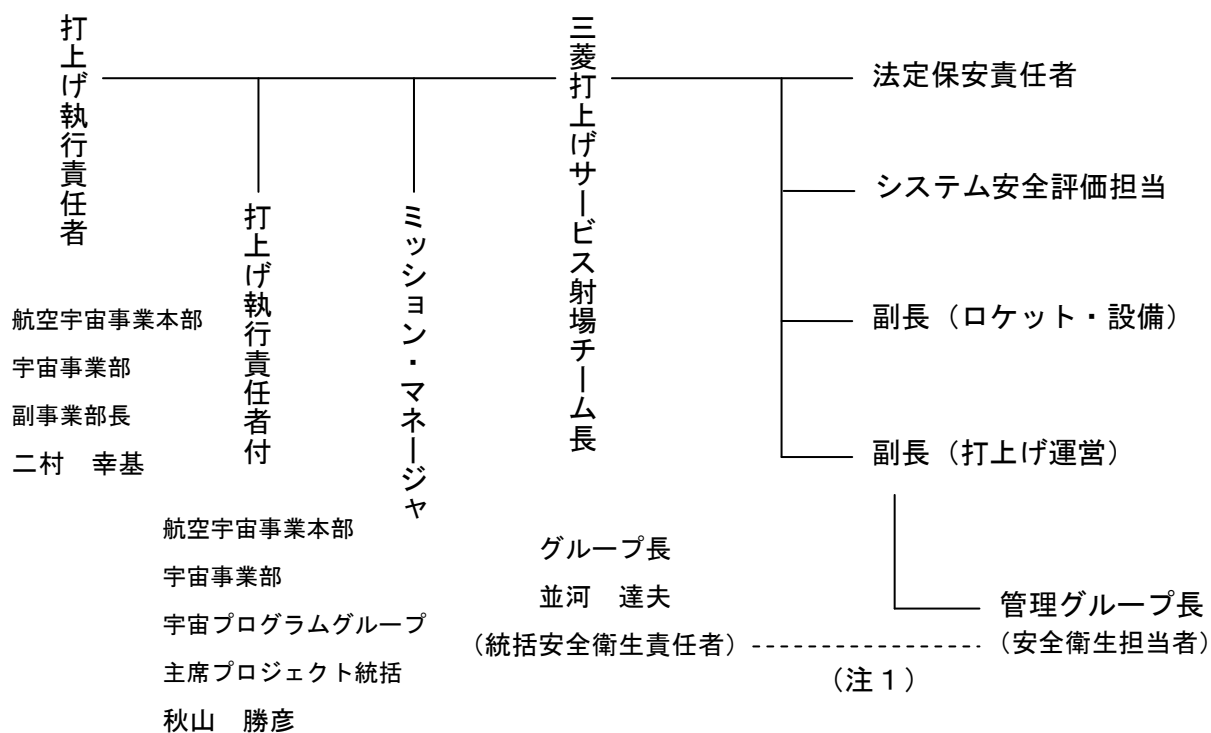 打上げ執行責任者
航空宇宙事業本部
宇宙事業部
副事業部長
二村　幸基
打上げ執行責任者付
ミッション・マネージャ
航空宇宙事業本部
宇宙事業部
宇宙プログラムグループ
主席プロジェクト統括
秋山　勝彦
三菱打上げサービス射場チーム長
グループ長
並河　達夫
（統括安全衛生責任者）
（注１）
法定保安責任者
システム安全評価担当
副長（ロケット・設備）
副長（打上げ運営）
管理グループ長
（安全衛生担当者）